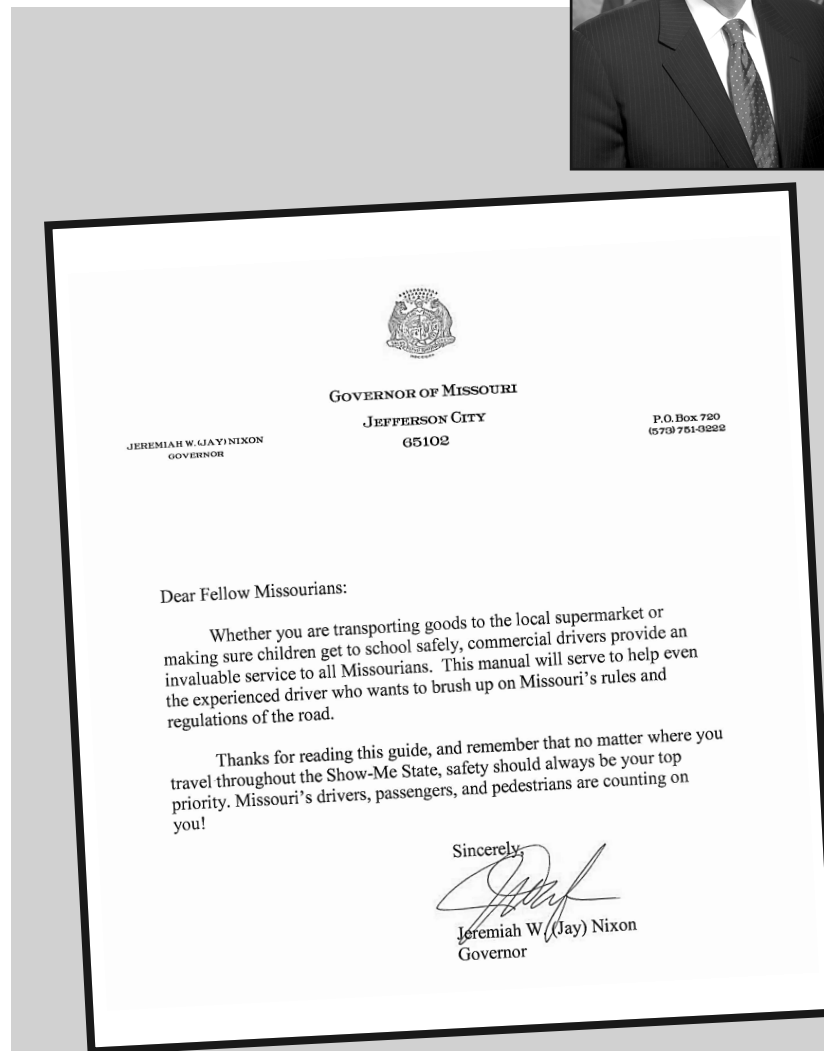 GOVERNOR OF MISSOURI
JEFFERSON CITY
65102
JEREMIAH W. (JAY) NIXON
GOVERNOR
P.O. Box 720
(573) 751-3222
Dear Fellow Missourians:
Whether you are transporting goods to the local supermarket or
making sure children get to school safely, commercial drivers provide an
invaluable service to all Missourians. This manual will serve to help even
the experienced driver who wants to brush up on Missouri's rules and
regulations of the road.
Thanks for reading this guide, and remember that no matter where you
travel throughout the Show-Me State, safety should always be your top
priority. Missouri's drivers, passengers, and pedestrians are counting on
you!
Sincerely,
Jeremiah W. (Jay) Nixon
Governor